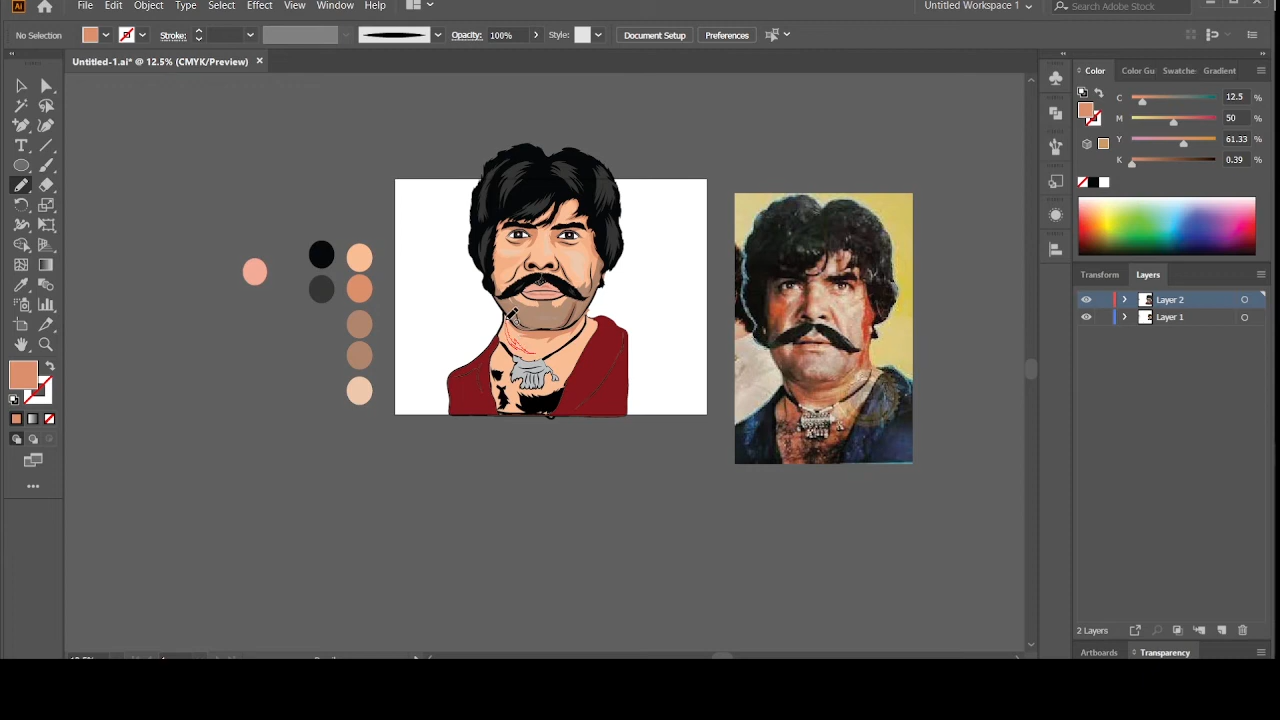 Ai File Edit Object Type Select Effect View Window Help Untitled Workspace 1 Search Adobe Stock
No Selection Stroke: Opacity: 100% Style: Document Setup Preferences
Untitled-1.ai* @ 12.5% (CMYK/Preview)
Color Color Gu Swatche Gradient
C 12.5 %
M 50 %
Y 61.33 %
K 0.39 %
Transform Layers
Layer 2
Layer 1
2 Layers
Artboards Transparency